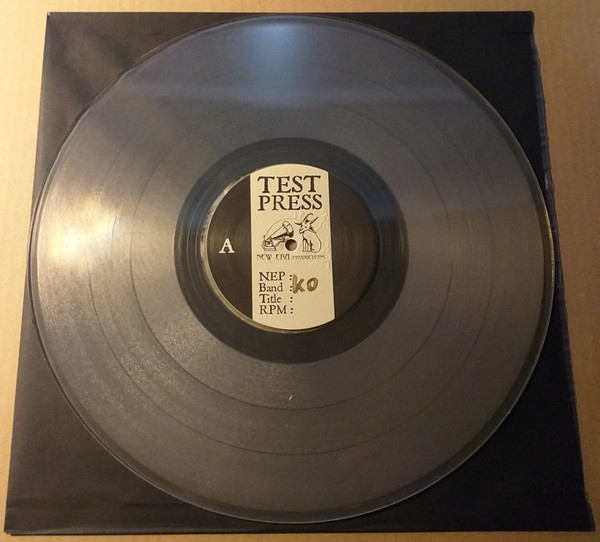 TEST
PRESS
A
NEW ERA PRODUCTIONS
NEP :
Band : KO
Title :
RPM :